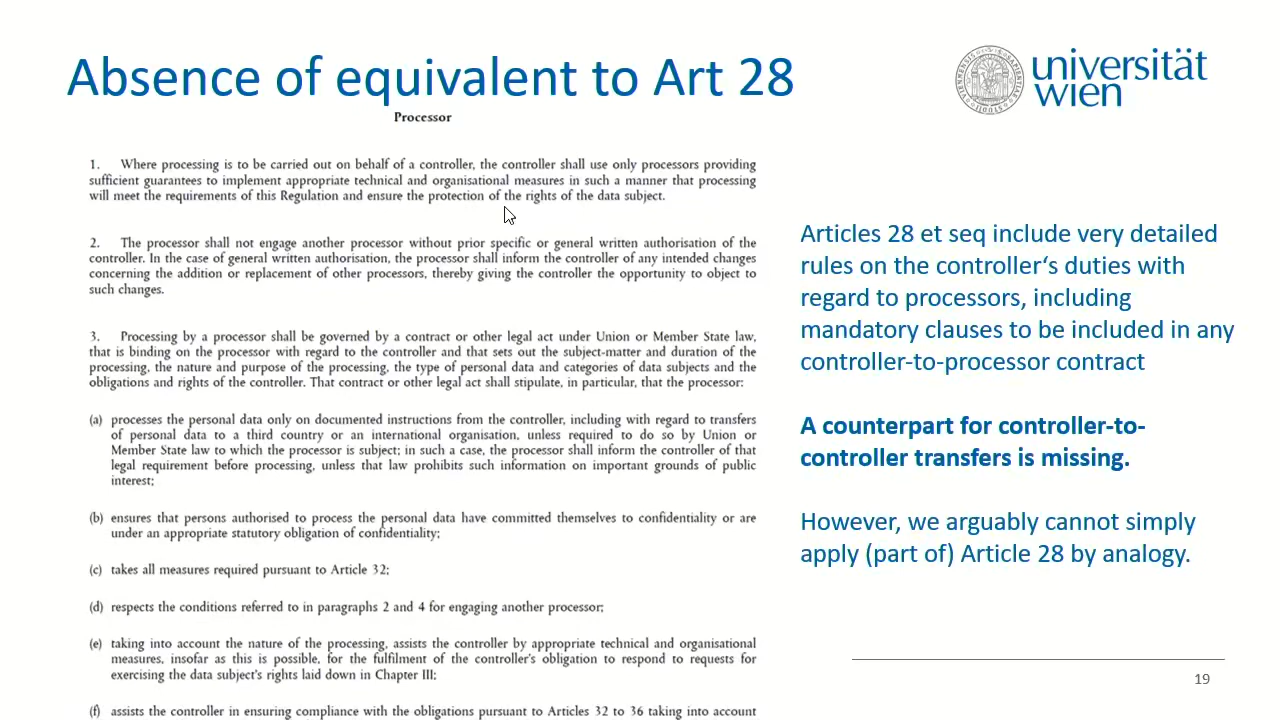 Absence of equivalent to Art 28
universität
wien
Processor
1. Where processing is to be carried out on behalf of a controller, the controller shall use only processors providing
sufficient guarantees to implement appropriate technical and organisational measures in such a manner that processing
will meet the requirements of this Regulation and ensure the protection of the rights of the data subject.
2. The processor shall not engage another processor without prior specific or general written authorisation of the
controller. In the case of general written authorisation, the processor shall inform the controller of any intended changes
concerning the addition or replacement of other processors, thereby giving the controller the opportunity to object to
such changes.
3. Processing by a processor shall be governed by a contract or other legal act under Union or Member State law,
that is binding on the processor with regard to the controller and that sets out the subject-matter and duration of the
processing, the nature and purpose of the processing, the type of personal data and categories of data subjects and the
obligations and rights of the controller. That contract or other legal act shall stipulate, in particular, that the processor:
(a) processes the personal data only on documented instructions from the controller, including with regard to transfers
of personal data to a third country or an international organisation, unless required to do so by Union or
Member State law to which the processor is subject; in such a case, the processor shall inform the controller of that
legal requirement before processing, unless that law prohibits such information on important grounds of public
interest;
(b) ensures that persons authorised to process the personal data have committed themselves to confidentiality or are
under an appropriate statutory obligation of confidentiality;
(c) takes all measures required pursuant to Article 32;
(d) respects the conditions referred to in paragraphs 2 and 4 for engaging another processor;
(e) taking into account the nature of the processing, assists the controller by appropriate technical and organisational
measures, insofar as this is possible, for the fulfilment of the controller's obligation to respond to requests for
exercising the data subject's rights laid down in Chapter III;
(f) assists the controller in ensuring compliance with the obligations pursuant to Articles 32 to 36 taking into account
Articles 28 et seq include very detailed
rules on the controller‘s duties with
regard to processors, including
mandatory clauses to be included in any
controller-to-processor contract
A counterpart for controller-to-
controller transfers is missing.
However, we arguably cannot simply
apply (part of) Article 28 by analogy.
19